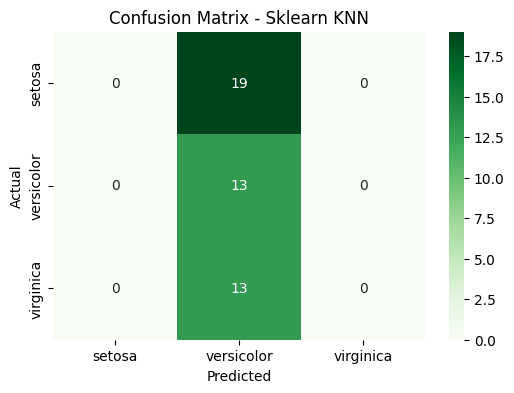 Confusion Matrix - Sklearn KNN
Actual
setosa
versicolor
virginica
0 19 0
0 13 0
0 13 0
setosa versicolor virginica
Predicted
17.5
15.0
12.5
10.0
7.5
5.0
2.5
0.0